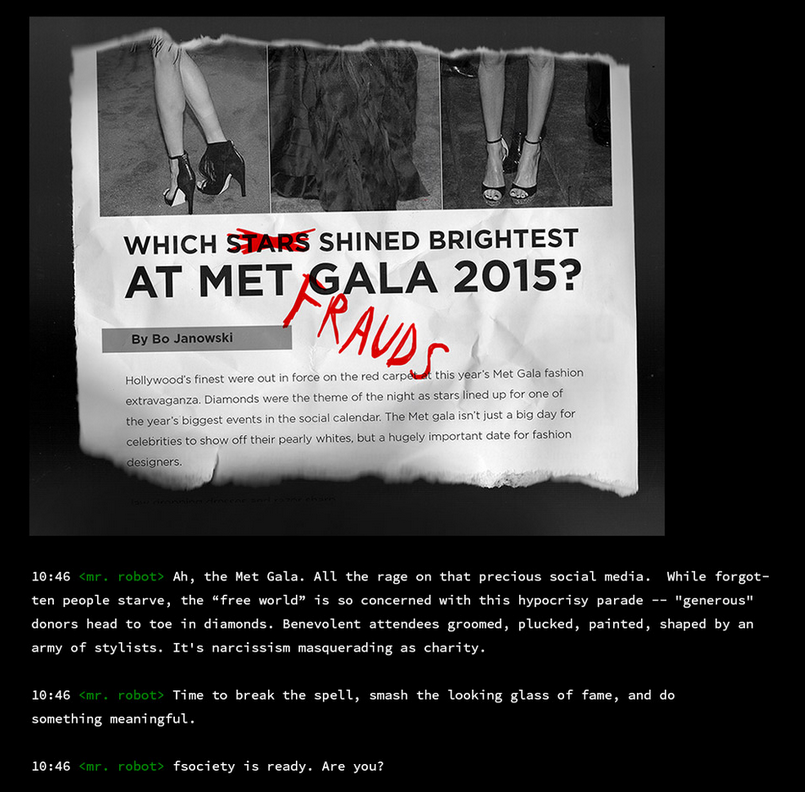 WHICH STARS SHINED BRIGHTEST
AT MET GALA 2015?
FRAUDS
By Bo Janowski
Hollywood's finest were out in force on the red carpet at this year's Met Gala fashion
extravaganza. Diamonds were the theme of the night as stars lined up for one of
the year's biggest events in the social calendar. The Met gala isn't just a big day for
celebrities to show off their pearly whites, but a hugely important date for fashion
designers.
10:46 <mr. robot> Ah, the Met Gala. All the rage on that precious social media.  While forgot-
ten people starve, the “free world” is so concerned with this hypocrisy parade -- "generous"
donors head to toe in diamonds. Benevolent attendees groomed, plucked, painted, shaped by an
army of stylists. It's narcissism masquerading as charity.
10:46 <mr. robot> Time to break the spell, smash the looking glass of fame, and do
something meaningful.
10:46 <mr. robot> fsociety is ready. Are you?